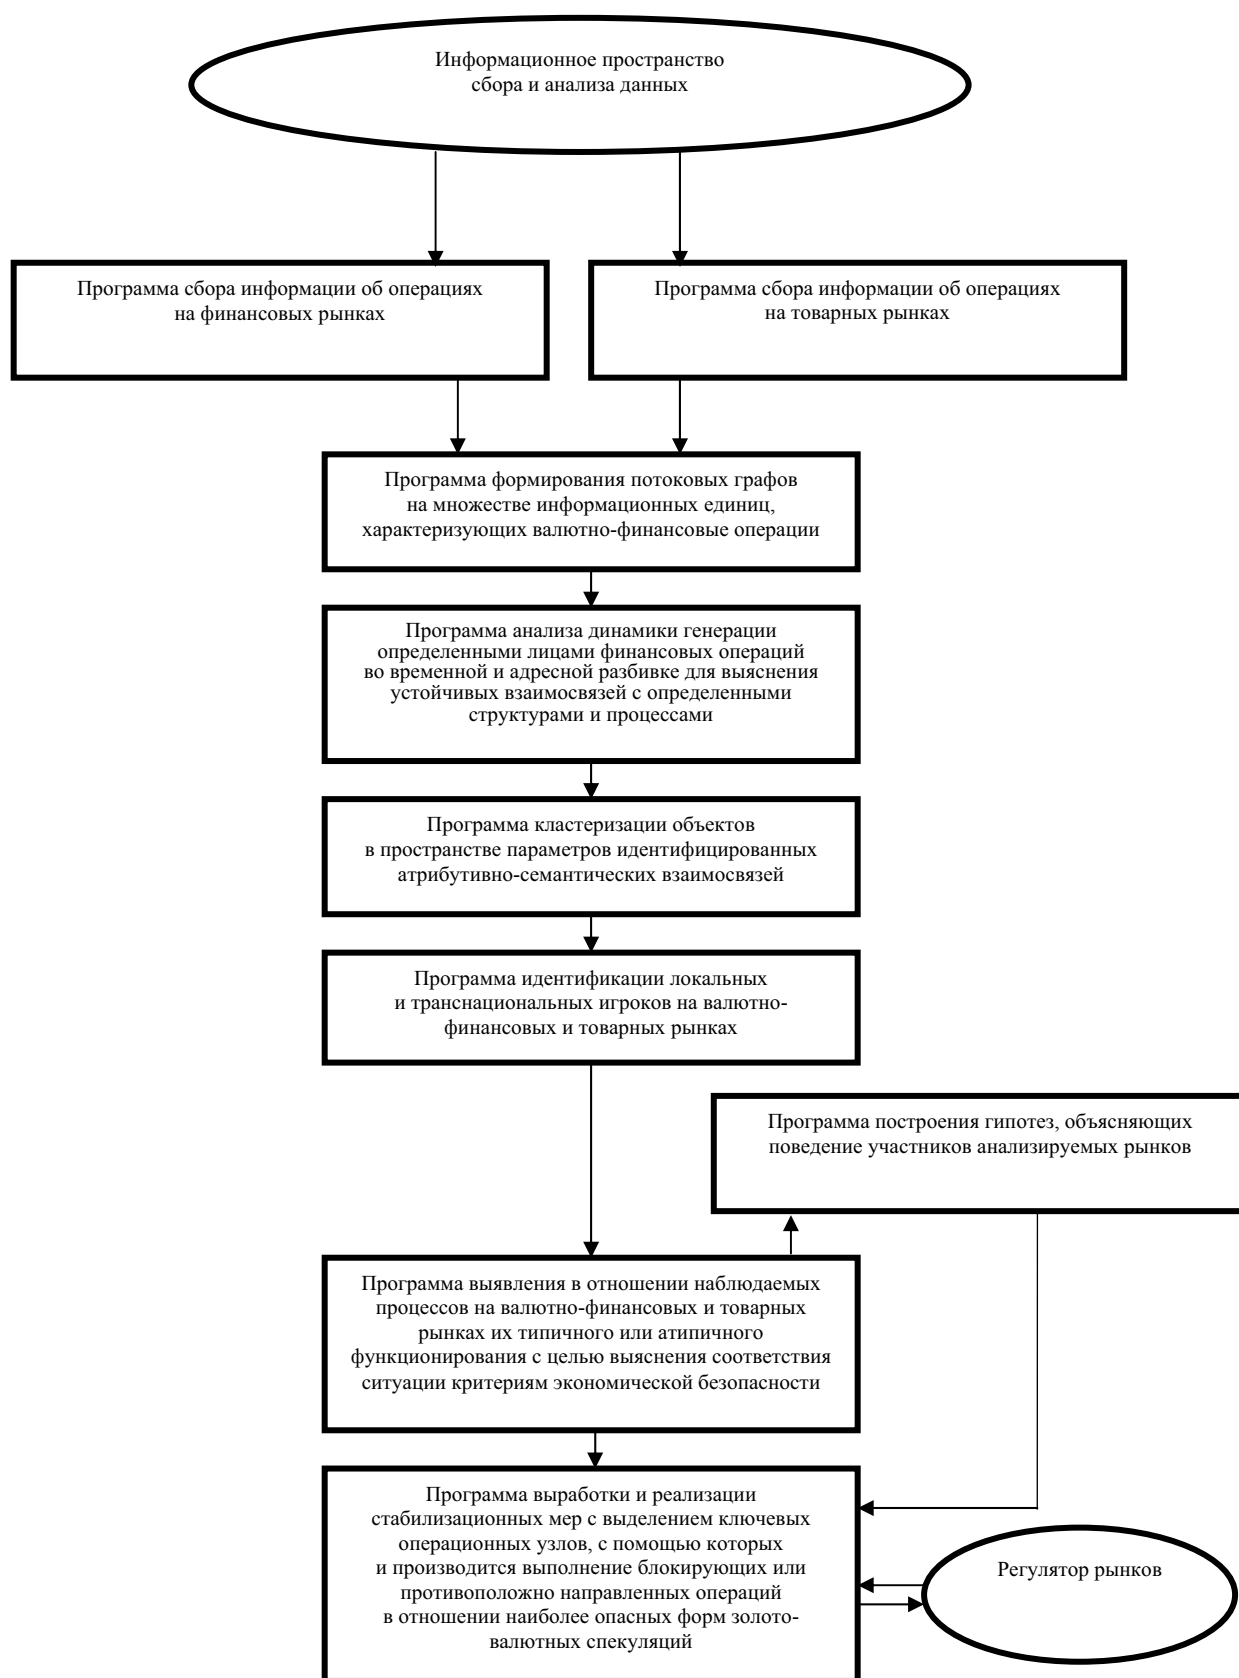 Информационное пространство
сбора и анализа данных
Программа сбора информации об операциях
на финансовых рынках
Программа сбора информации об операциях
на товарных рынках
Программа формирования потоковых графов
на множестве информационных единиц,
характеризующих валютно-финансовые операции
Программа анализа динамики генерации
определенными лицами финансовых операций
во временной и адресной разбивке для выяснения
устойчивых взаимосвязей с определенными
структурами и процессами
Программа кластеризации объектов
в пространстве параметров идентифицированных
атрибутивно-семантических взаимосвязей
Программа идентификации локальных
и транснациональных игроков на валютно-
финансовых и товарных рынках
Программа построения гипотез, объясняющих
поведение участников анализируемых рынков
Программа выявления в отношении наблюдаемых
процессов на валютно-финансовых и товарных
рынках их типичного или атипичного
функционирования с целью выяснения соответствия
ситуации критериям экономической безопасности
Программа выработки и реализации
стабилизационных мер с выделением ключевых
операционных узлов, с помощью которых
и производится выполнение блокирующих или
противоположно направленных операций
в отношении наиболее опасных форм золото-
валютных спекуляций
Регулятор рынков